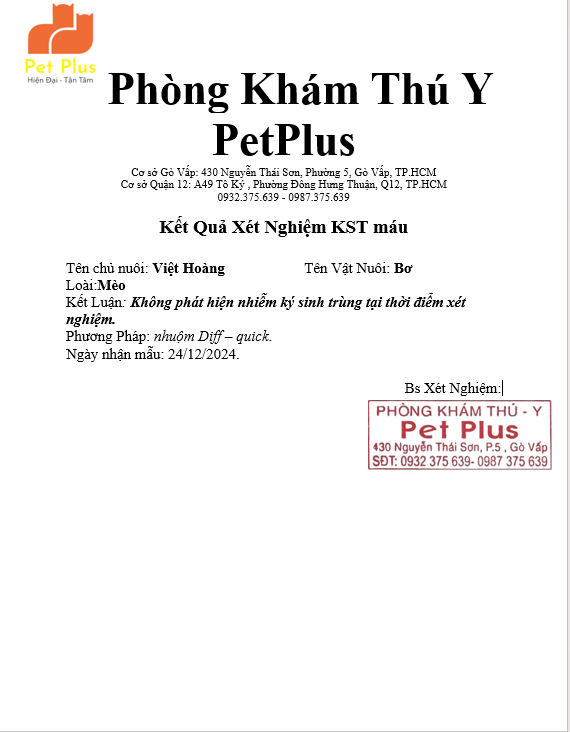 Pet Plus
Hiện Đại - Tận Tâm
Phòng Khám Thú Y
PetPlus
Cơ sở Gò Vấp: 430 Nguyễn Thái Sơn, Phường 5, Gò Vấp, TP.HCM
Cơ sở Quận 12: A49 Tô Ký , Phường Đông Hưng Thuận, Q12, TP.HCM
0932.375.639 - 0987.375.639
Kết Quả Xét Nghiệm KST máu
Tên chủ nuôi: Việt Hoàng Tên Vật Nuôi: Bơ
Loài:Mèo
Kết Luận: Không phát hiện nhiễm ký sinh trùng tại thời điểm xét
nghiệm.
Phương Pháp: nhuộm Diff – quick.
Ngày nhận mẫu: 24/12/2024.
Bs Xét Nghiệm:
PHÒNG KHÁM THÚ - Y
Pet Plus
430 Nguyễn Thái Sơn, P.5 , Gò Vấp
SĐT: 0932 375 639- 0987 375 639